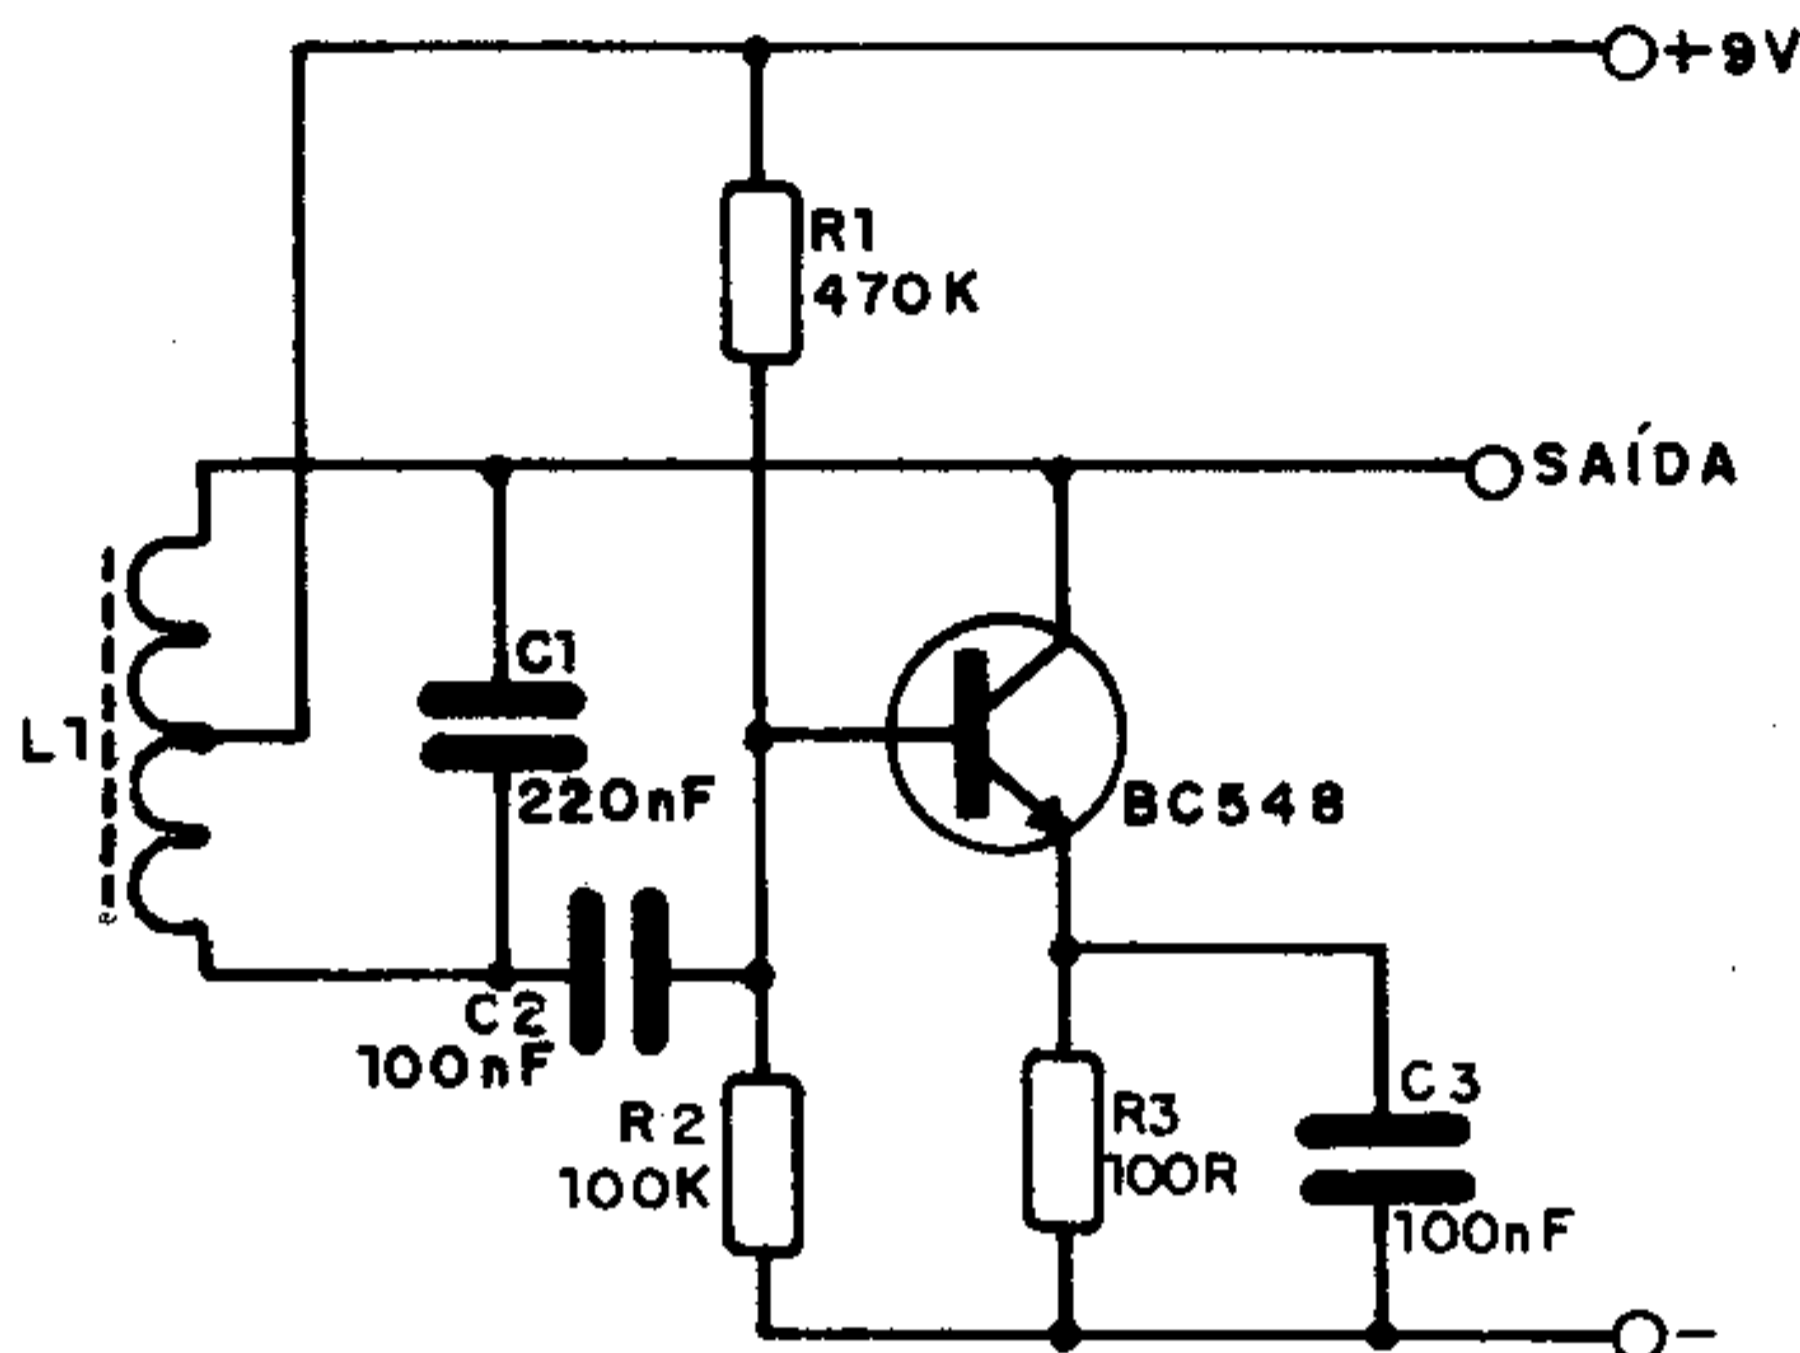 +9V
R1
470K
SAÍDA
C1
L1
220nF
BC548
C2
100nF
C3
R2
R3
100K
100R
100nF
-